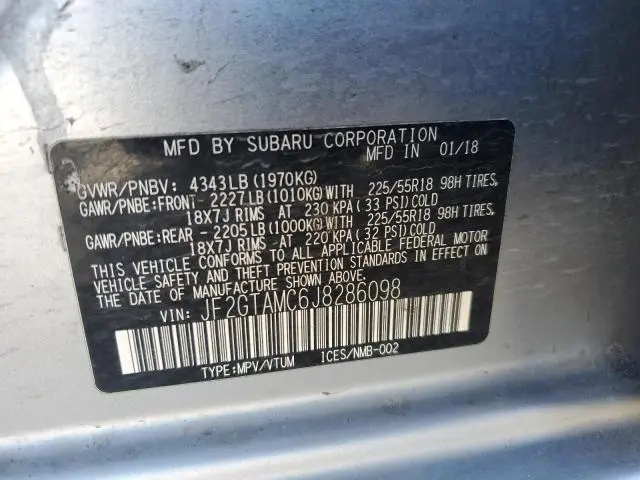 MFD BY SUBARU CORPORATION
MFD IN 01/18
GVWR/PNBV: 4343LB(1970KG)
GAWR/PNBE:FRONT- 2227LB(1010KG)WITH 225/55R18 98H TIRES,
18X7J RIMS AT 230 KPA(33 PSI)COLD
GAWR/PNBE:REAR - 2205LB(1000KG)WITH 225/55R18 98H TIRES,
18X7J RIMS AT 220 KPA(32 PSI)COLD
THIS VEHICLE CONFORMS TO ALL APPLICABLE FEDERAL MOTOR
VEHICLE SAFETY AND THEFT PREVENTION STANDARDS IN EFFECT ON
THE DATE OF MANUFACTURE SHOWN ABOVE.
VIN: JF2GTAMC6J8286098
TYPE:MPV/VTUM ICES/NMB-002